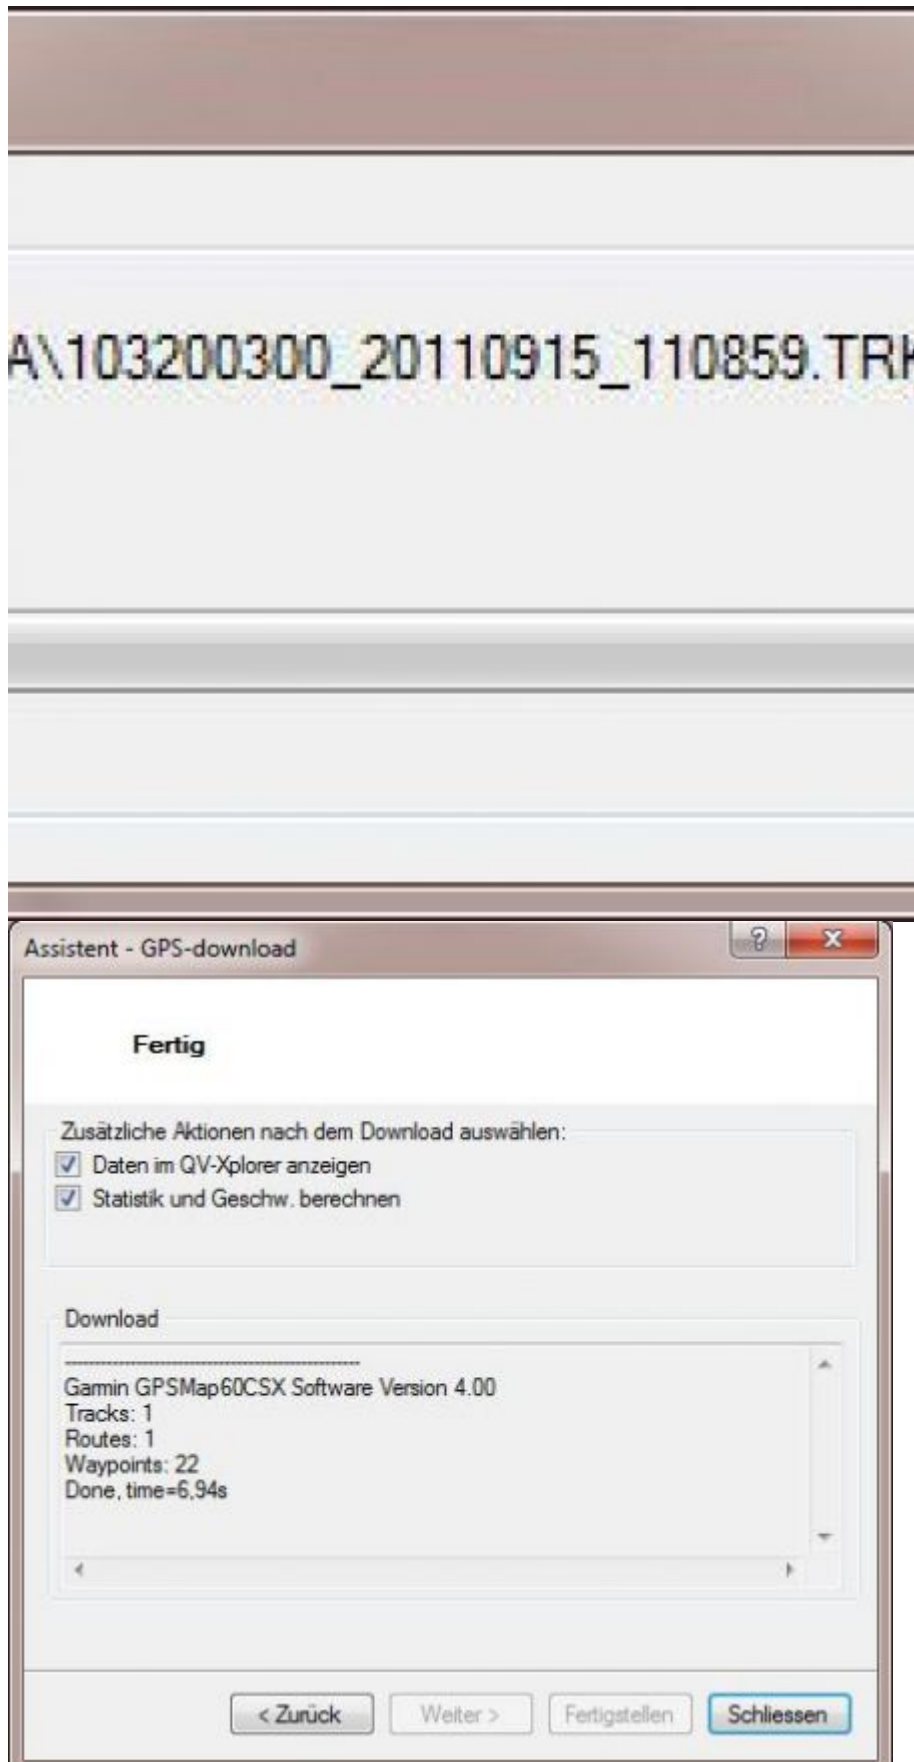 A\103200300_20110915_110859.TRK
Assistent - GPS-download
Fertig
Zusätzliche Aktionen nach dem Download auswählen:
Daten im QV-Xplorer anzeigen
Statistik und Geschw. berechnen
Download
--------------------------------------------------
Garmin GPSMap60CSX Software Version 4.00
Tracks: 1
Routes: 1
Waypoints: 22
Done, time=6,94s
< Zurück Weiter > Fertigstellen Schliessen